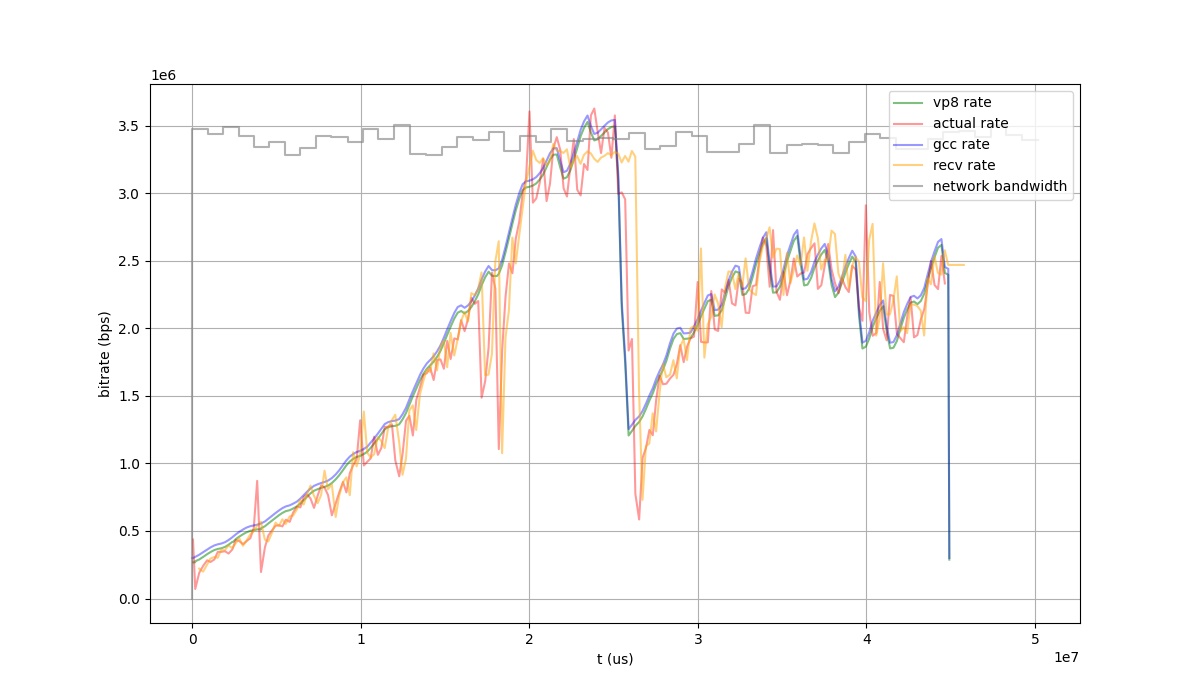 1e6
vp8 rate
actual rate
gcc rate
recv rate
network bandwidth
3.5
3.0
2.5
2.0
1.5
1.0
0.5
0.0
bitrate (bps)
0 1 2 3 4 5
1e7
t (us)